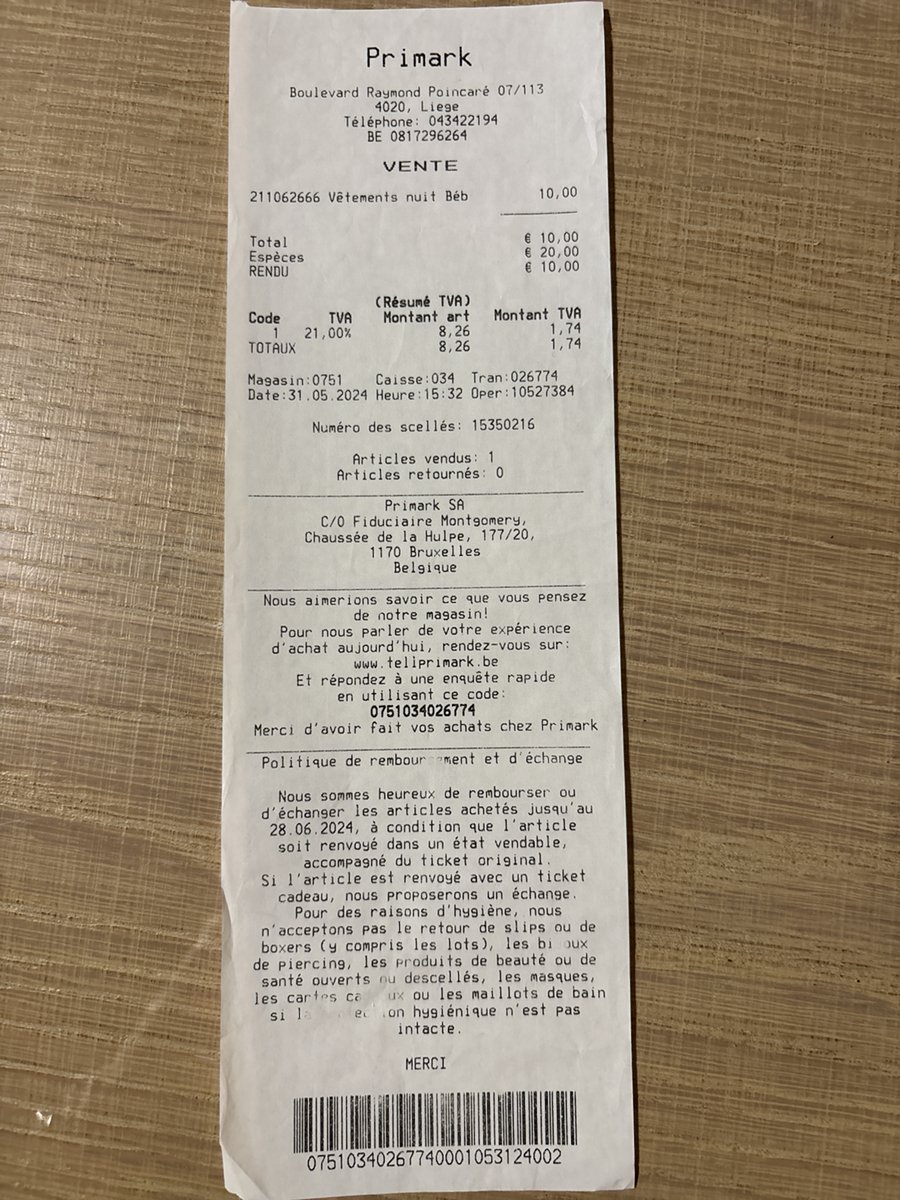 Primark
Boulevard Raymond Poincaré 07/113
4020, Liege
Téléphone: 043422194
BE 0817296264
VENTE
211062666 Vêtements nuit Béb 10,00
Total € 10,00
Espèces € 20,00
RENDU € 10,00
(Résumé TVA)
Code TVA Montant art Montant TVA
1 21,00% 8,26 1,74
TOTAUX 8,26 1,74
Magasin:0751 Caisse:034 Tran:026774
Date:31.05.2024 Heure:15:32 Oper:10527384
Numéro des scellés: 15350216
Articles vendus: 1
Articles retournés: 0
Primark SA
C/O Fiduciaire Montgomery,
Chaussée de la Hulpe, 177/20,
1170 Bruxelles
Belgique
Nous aimerions savoir ce que vous pensez
de notre magasin!
Pour nous parler de votre expérience
d'achat aujourd'hui, rendez-vous sur:
www.tellprimark.be
Et répondez à une enquête rapide
en utilisant ce code:
0751034026774
Merci d'avoir fait vos achats chez Primark
Politique de remboursement et d'échange
Nous sommes heureux de rembourser ou
d'échanger les articles achetés jusqu'au
28.06.2024, à condition que l'article
soit renvoyé dans un état vendable,
accompagné du ticket original.
Si l'article est renvoyé avec un ticket
cadeau, nous proposerons un échange.
Pour des raisons d'hygiène, nous
n'acceptons pas le retour de slips ou de
boxers (y compris les lots), les bijoux
de piercing, les produits de beauté ou de
santé ouverts ou descellés, les masques,
les cartes cadeaux ou les maillots de bain
si la hygiénique n'est pas
intacte.
MERCI
07510340267740001053124002